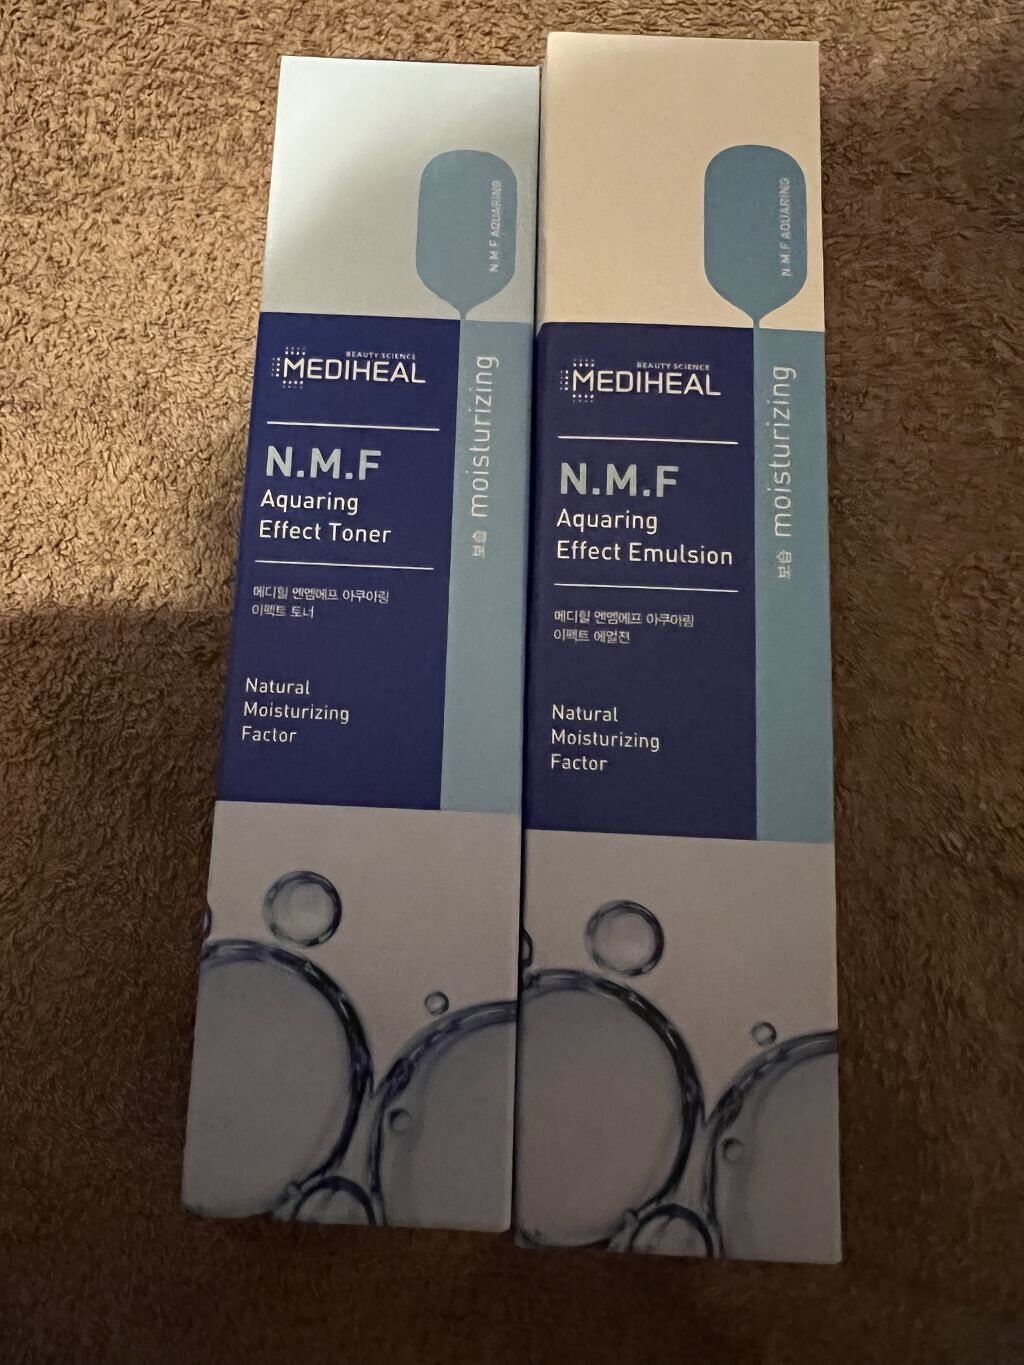 N.M.F AQUARING
BEAUTY SCIENCE
MEDIHEAL
N.M.F
Aquaring
Effect Toner
메디힐 엔엠에프 아쿠아링
이펙트 토너
Natural
Moisturizing
Factor
보습 moisturizing
N.M.F AQUARING
BEAUTY SCIENCE
MEDIHEAL
N.M.F
Aquaring
Effect Emulsion
메디힐 엔엠에프 아쿠아링
이펙트 에멀전
Natural
Moisturizing
Factor
보습 moisturizing